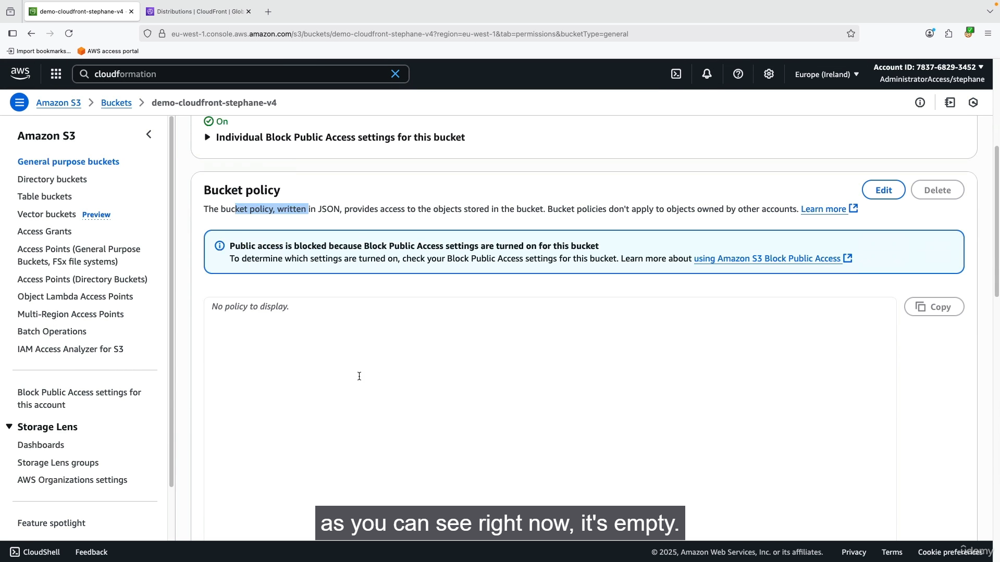 demo-cloudfront-stephane-v4
Distributions | CloudFront | Glob
eu-west-1.console.aws.amazon.com/s3/buckets/demo-cloudfront-stephane-v4?region=eu-west-1&tab=permissions&bucketType=general
Import bookmarks...
AWS access portal
aws
cloudformation
Europe (Ireland)
Account ID: 7837-6829-3452
AdministratorAccess/stephane
Amazon S3
Buckets
demo-cloudfront-stephane-v4
Amazon S3
General purpose buckets
Directory buckets
Table buckets
Vector buckets Preview
Access Grants
Access Points (General Purpose
Buckets, FSx file systems)
Access Points (Directory Buckets)
Object Lambda Access Points
Multi-Region Access Points
Batch Operations
IAM Access Analyzer for S3
Block Public Access settings for
this account
Storage Lens
Dashboards
Storage Lens groups
AWS Organizations settings
Feature spotlight
On
Individual Block Public Access settings for this bucket
Bucket policy
Edit
Delete
The bucket policy, written in JSON, provides access to the objects stored in the bucket. Bucket policies don't apply to objects owned by other accounts. Learn more
Public access is blocked because Block Public Access settings are turned on for this bucket
To determine which settings are turned on, check your Block Public Access settings for this bucket. Learn more about using Amazon S3 Block Public Access
No policy to display.
Copy
as you can see right now, it's empty.
CloudShell
Feedback
© 2025, Amazon Web Services, Inc. or its affiliates.
Privacy
Terms
Cookie preferences
udemy